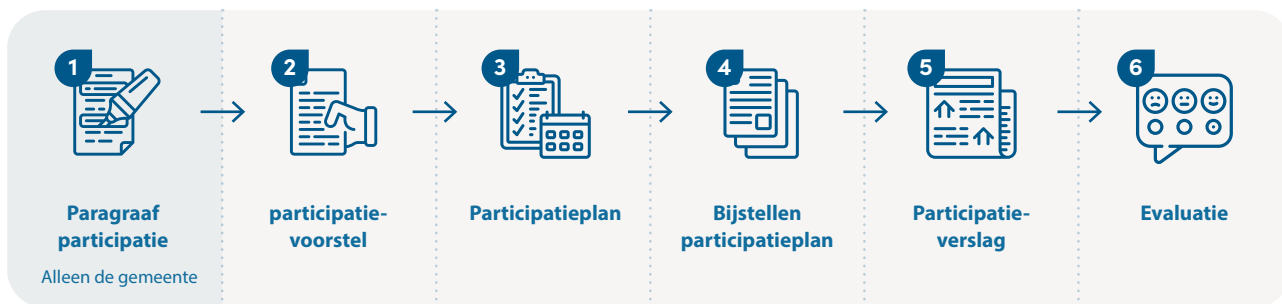 1
Paragraaf
participatie
Alleen de gemeente
2
participatie-
voorstel
3
Participatieplan
4
Bijstellen
participatieplan
5
Participatie-
verslag
6
Evaluatie